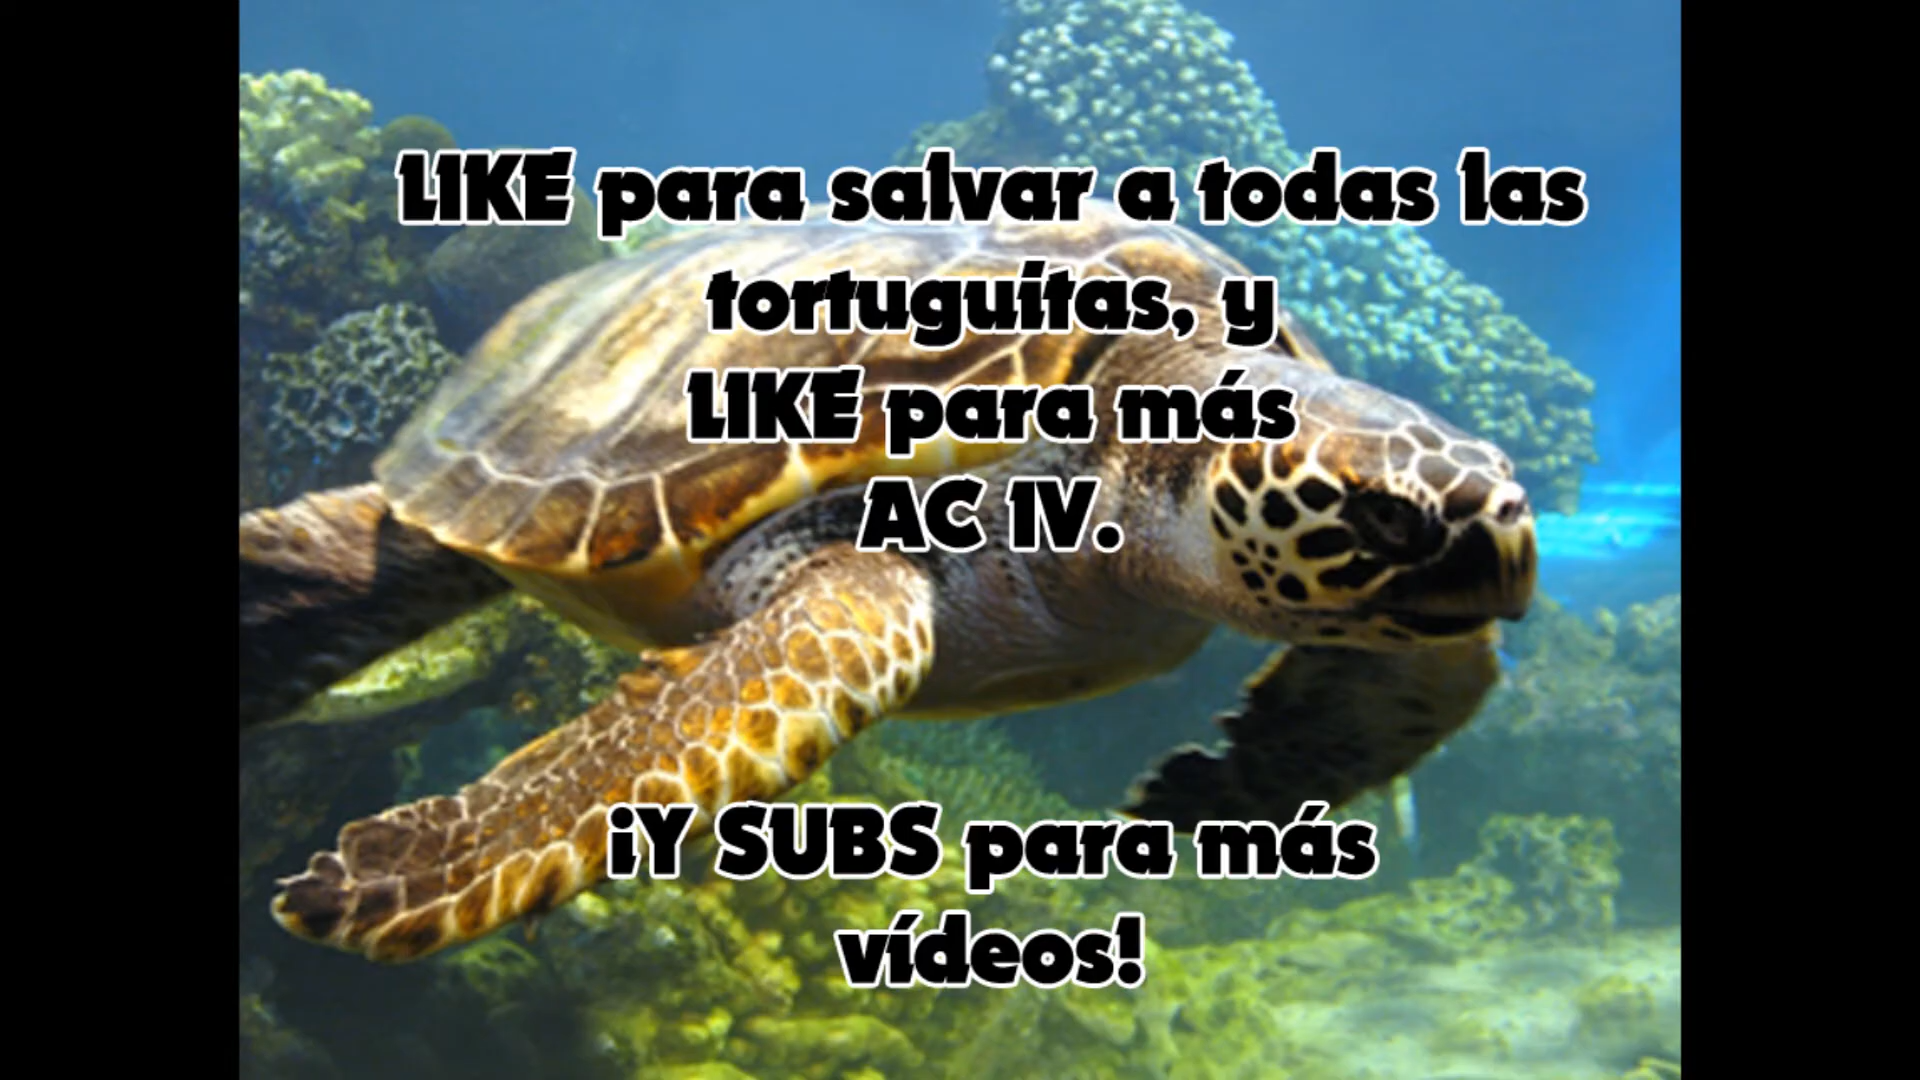 LIKE para salvar a todas las
tortuguitas, y
LIKE para más
AC IV.
¡Y SUBS para más
vídeos!